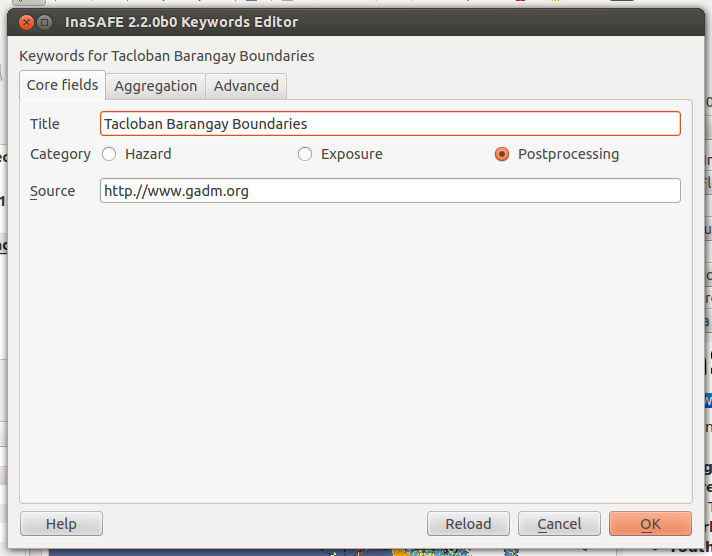 InaSAFE 2.2.0b0 Keywords Editor
Keywords for Tacloban Barangay Boundaries
Core fields Aggregation Advanced
Title Tacloban Barangay Boundaries
Category Hazard Exposure Postprocessing
Source http.//www.gadm.org
Help Reload Cancel OK